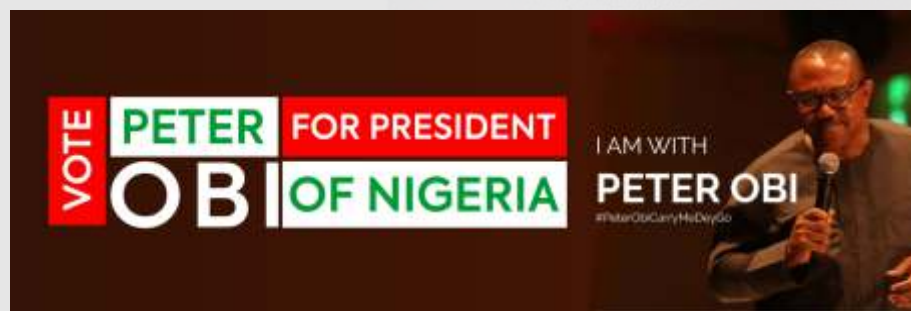 VOTE
PETER
OBI
FOR PRESIDENT
OF NIGERIA
I AM WITH
PETER OBI
#PeterObiCarryMeDeyGo